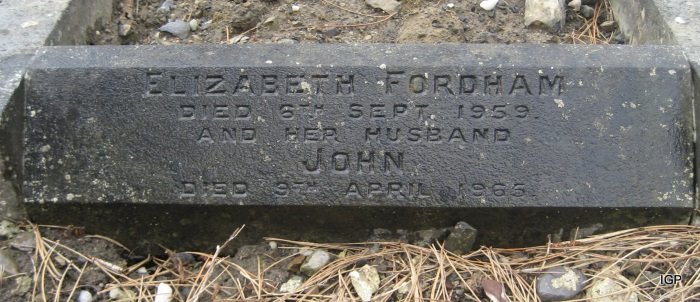 ELIZABETH FORDHAM
DIED 6TH SEPT. 1959.
AND HER HUSBAND
JOHN
DIED 9TH APRIL 1965
IGP